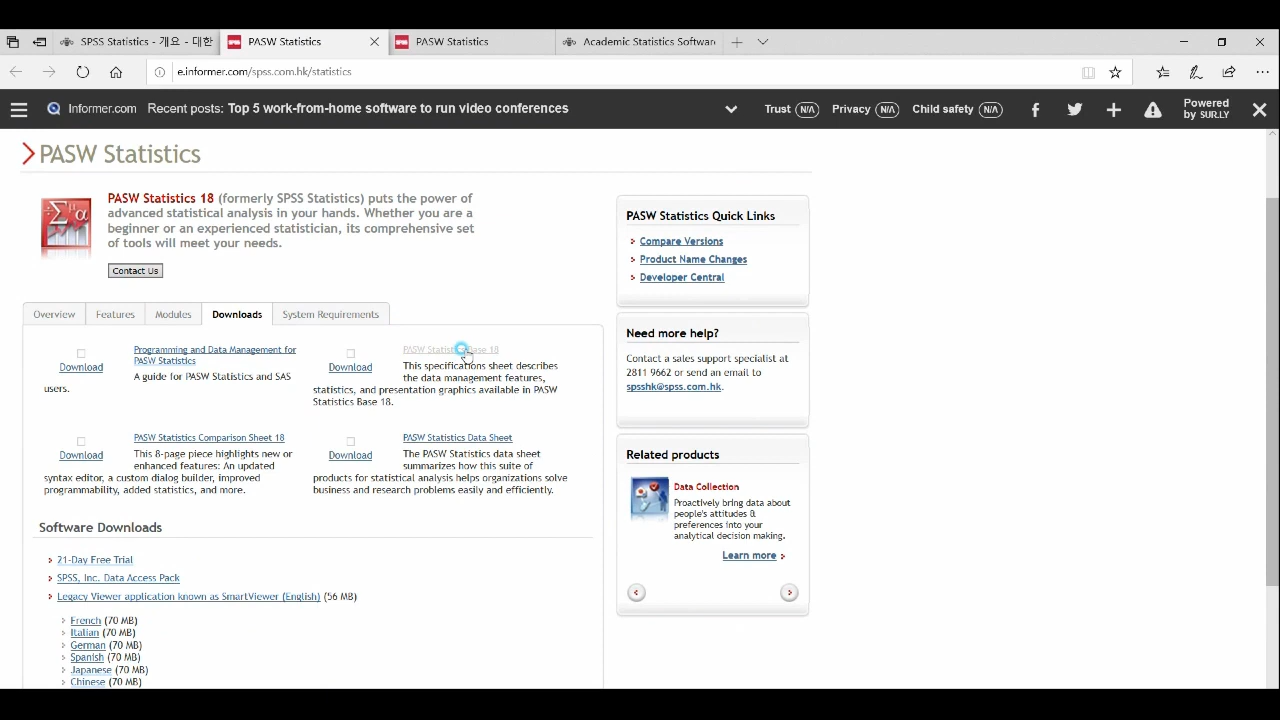 SPSS Statistics - 개요 - 대한
PASW Statistics
PASW Statistics
Academic Statistics Software
e.informer.com/spss.com.hk/statistics
Informer.com Recent posts: Top 5 work-from-home software to run video conferences
Trust N/A Privacy N/A Child safety N/A
Powered
by SUR.LY
PASW Statistics
PASW Statistics 18 (formerly SPSS Statistics) puts the power of
advanced statistical analysis in your hands. Whether you are a
beginner or an experienced statistician, its comprehensive set
of tools will meet your needs.
Contact Us
Overview Features Modules Downloads System Requirements
Download
Programming and Data Management for
PASW Statistics
A guide for PASW Statistics and SAS
users.
Download
PASW Statistics Base 18
This specifications sheet describes
the data management features,
statistics, and presentation graphics available in PASW
Statistics Base 18.
Download
PASW Statistics Comparison Sheet 18
This 8-page piece highlights new or
enhanced features: An updated
syntax editor, a custom dialog builder, improved
programmability, added statistics, and more.
Download
PASW Statistics Data Sheet
The PASW Statistics data sheet
summarizes how this suite of
products for statistical analysis helps organizations solve
business and research problems easily and efficiently.
Software Downloads
21-Day Free Trial
SPSS, Inc. Data Access Pack
Legacy Viewer application known as SmartViewer (English) (56 MB)
French (70 MB)
Italian (70 MB)
German (70 MB)
Spanish (70 MB)
Japanese (70 MB)
Chinese (70 MB)
PASW Statistics Quick Links
Compare Versions
Product Name Changes
Developer Central
Need more help?
Contact a sales support specialist at
2811 9662 or send an email to
spsshk@spss.com.hk.
Related products
Data Collection
Proactively bring data about
people's attitudes &
preferences into your
analytical decision making.
Learn more